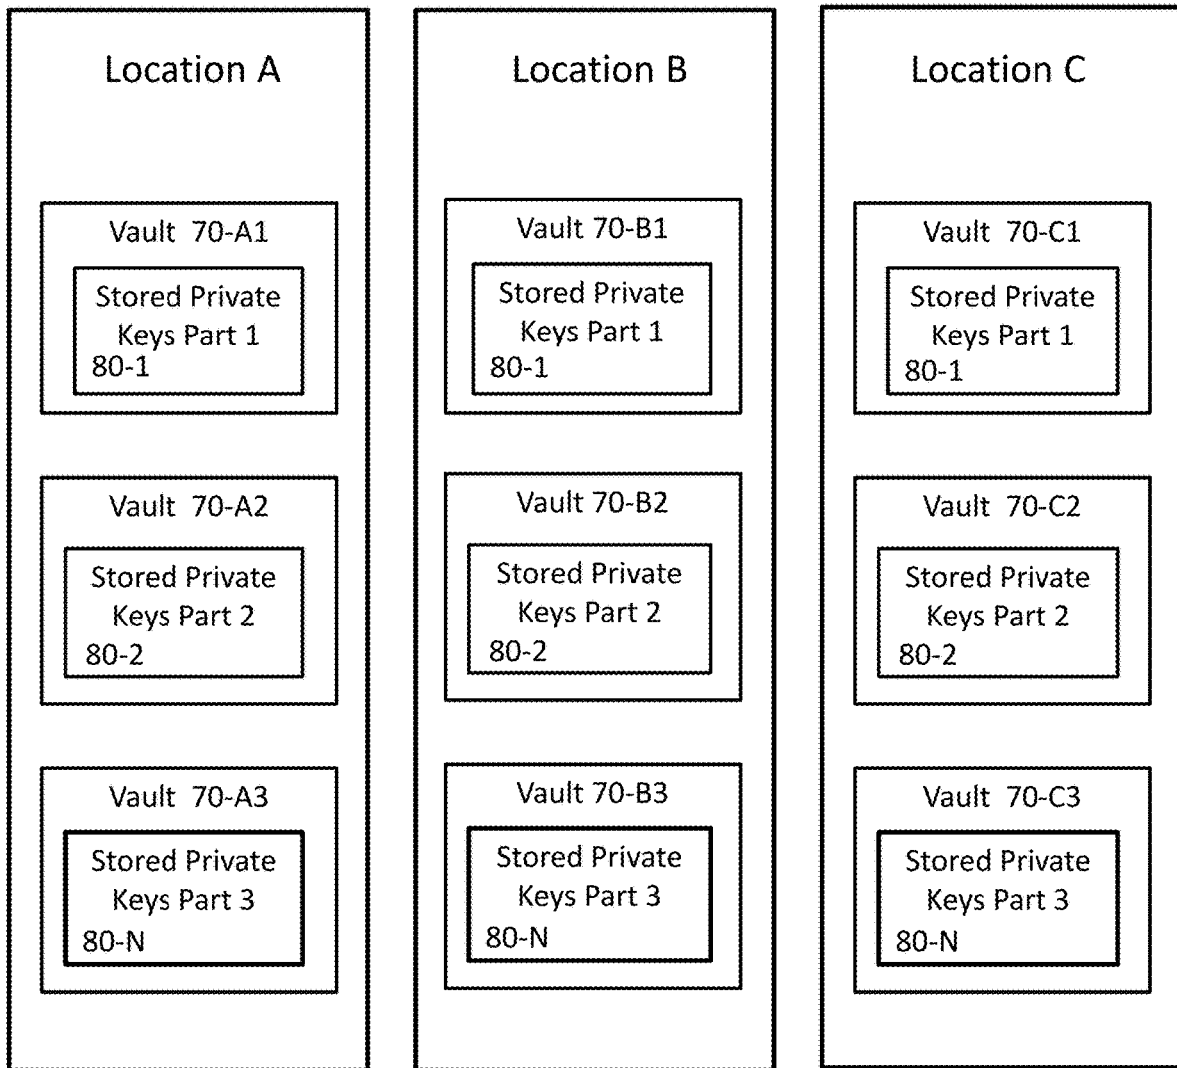 Location A
Vault 70-A1
Stored Private
Keys Part 1
80-1
Vault 70-A2
Stored Private
Keys Part 2
80-2
Vault 70-A3
Stored Private
Keys Part 3
80-N
Location B
Vault 70-B1
Stored Private
Keys Part 1
80-1
Vault 70-B2
Stored Private
Keys Part 2
80-2
Vault 70-B3
Stored Private
Keys Part 3
80-N
Location C
Vault 70-C1
Stored Private
Keys Part 1
80-1
Vault 70-C2
Stored Private
Keys Part 2
80-2
Vault 70-C3
Stored Private
Keys Part 3
80-N